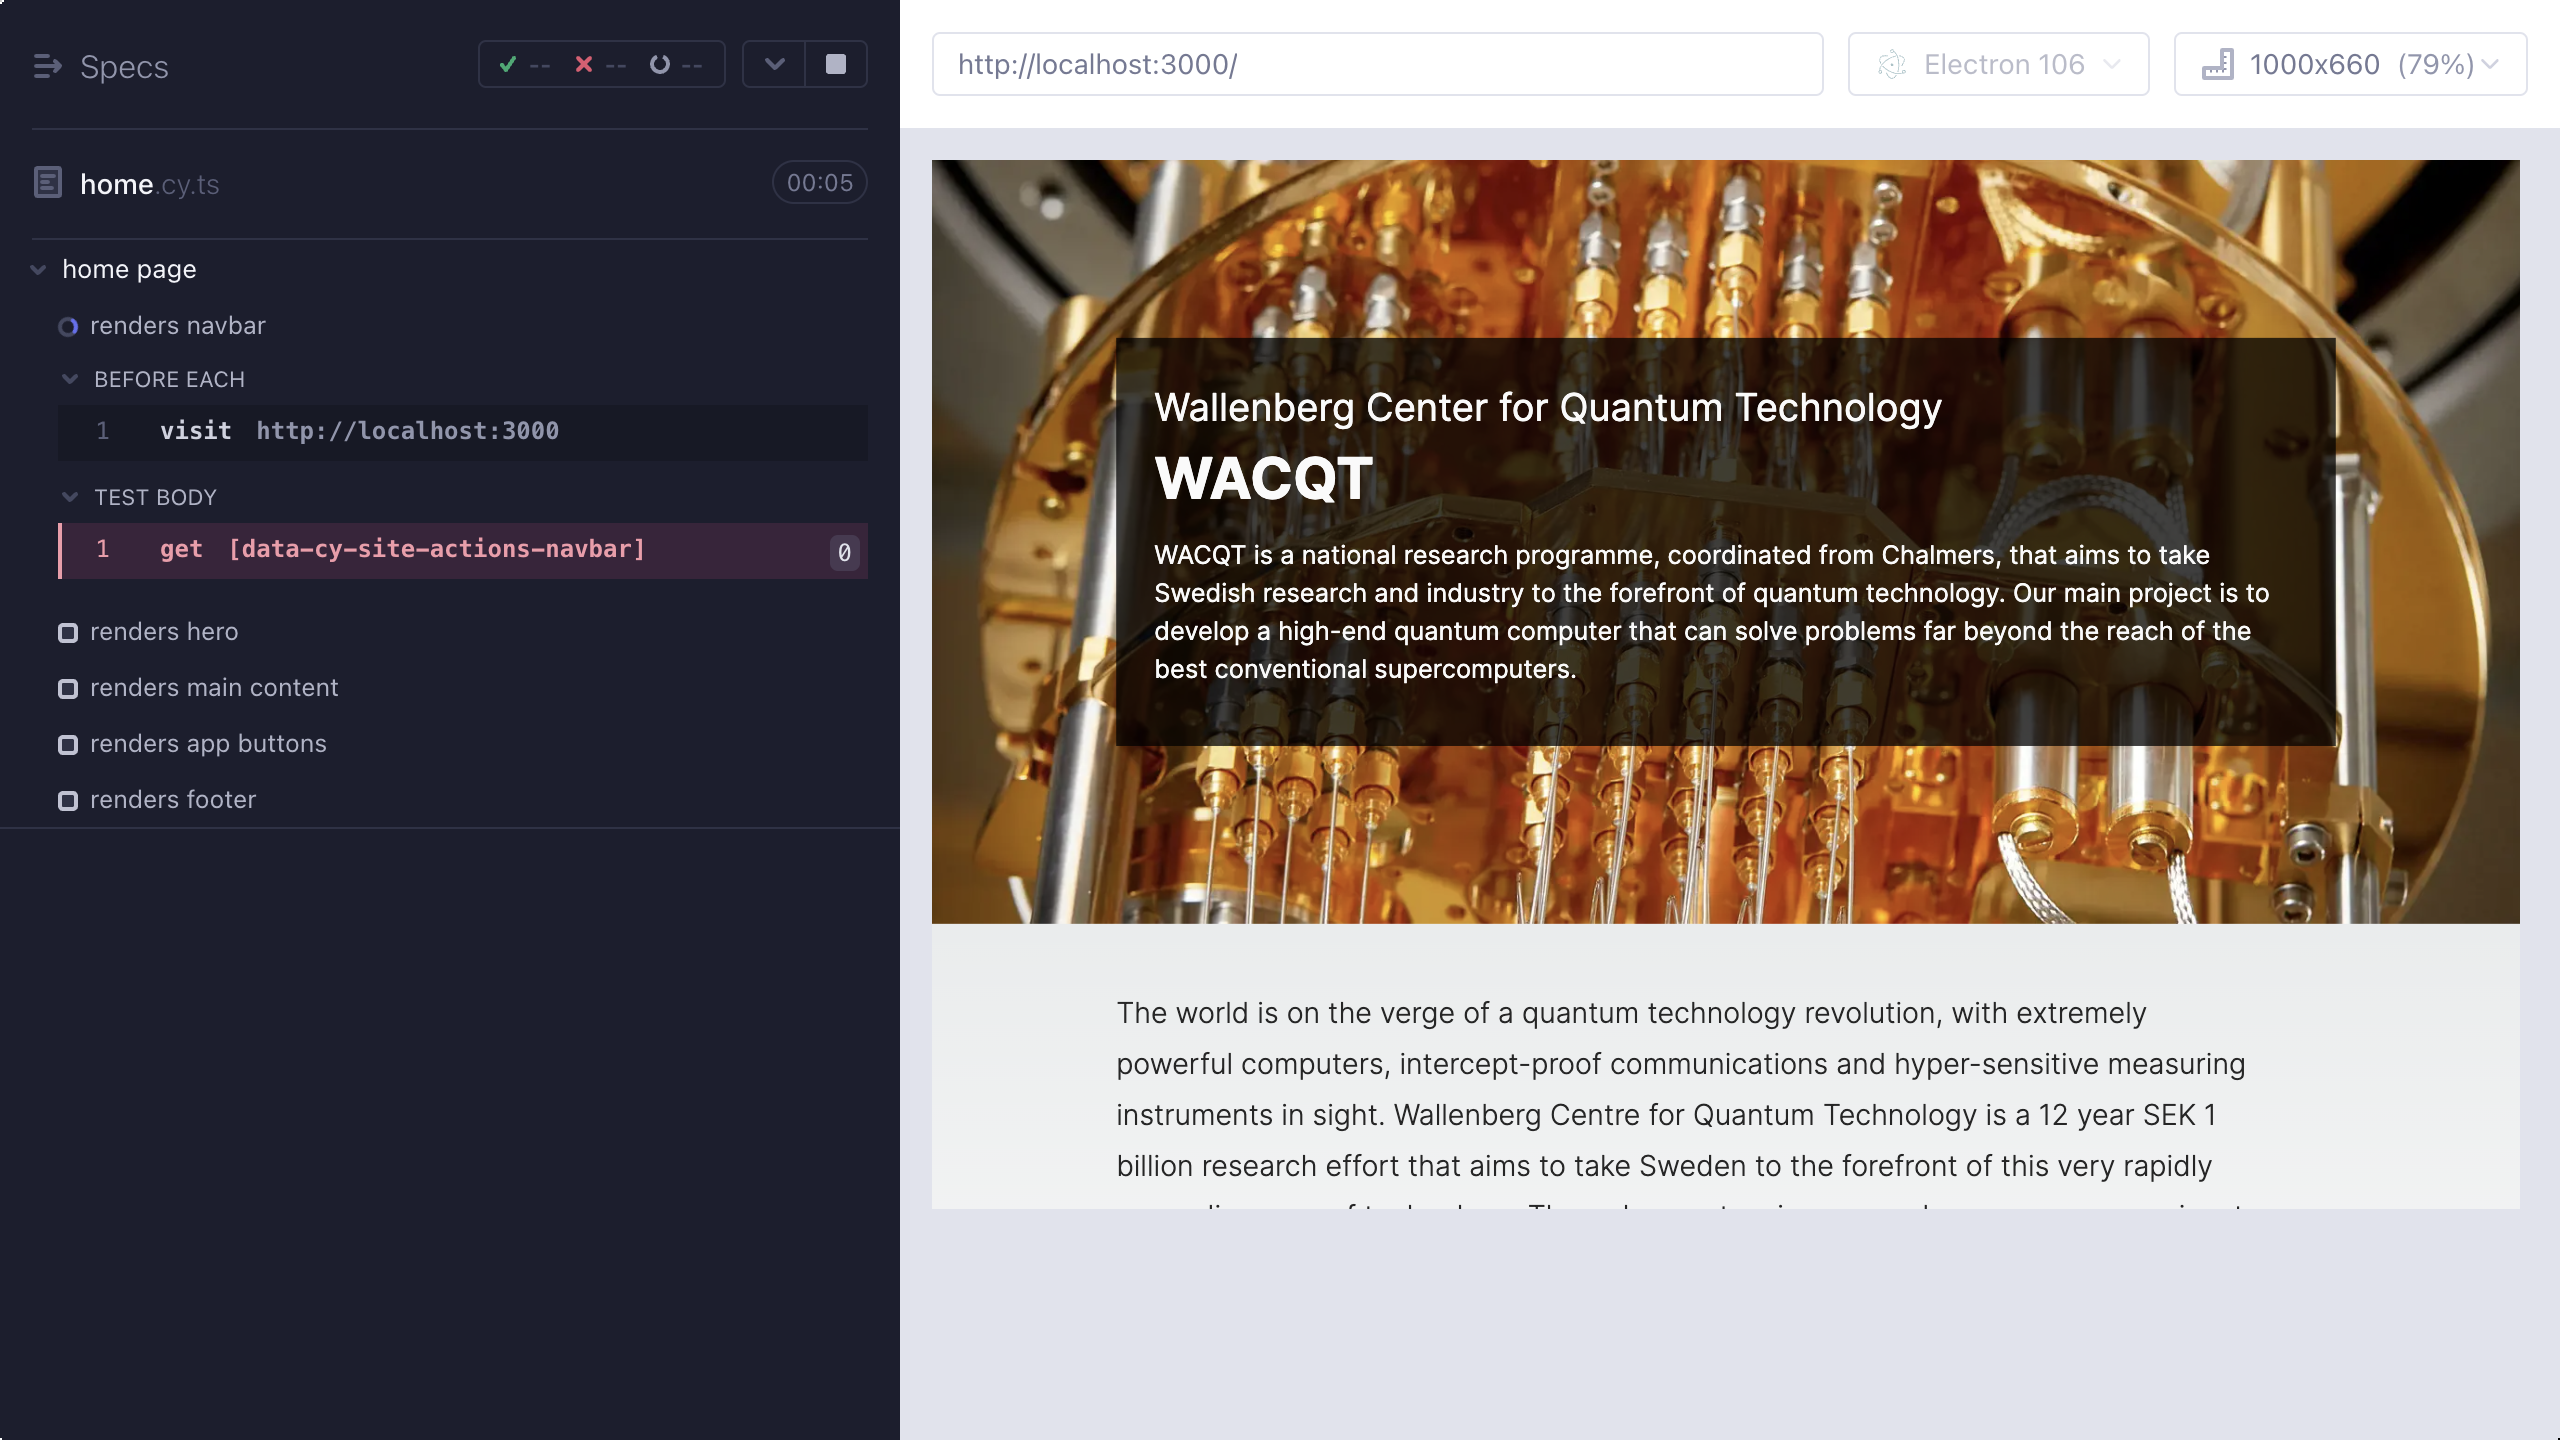 Specs
-- -- --
home.cy.ts
00:05
home page
renders navbar
BEFORE EACH
1 visit http://localhost:3000
TEST BODY
1 get [data-cy-site-actions-navbar] 0
renders hero
renders main content
renders app buttons
renders footer
http://localhost:3000/
Electron 106
1000x660 (79%)
Wallenberg Center for Quantum Technology
WACQT
WACQT is a national research programme, coordinated from Chalmers, that aims to take
Swedish research and industry to the forefront of quantum technology. Our main project is to
develop a high-end quantum computer that can solve problems far beyond the reach of the
best conventional supercomputers.
The world is on the verge of a quantum technology revolution, with extremely
powerful computers, intercept-proof communications and hyper-sensitive measuring
instruments in sight. Wallenberg Centre for Quantum Technology is a 12 year SEK 1
billion research effort that aims to take Sweden to the forefront of this very rapidly